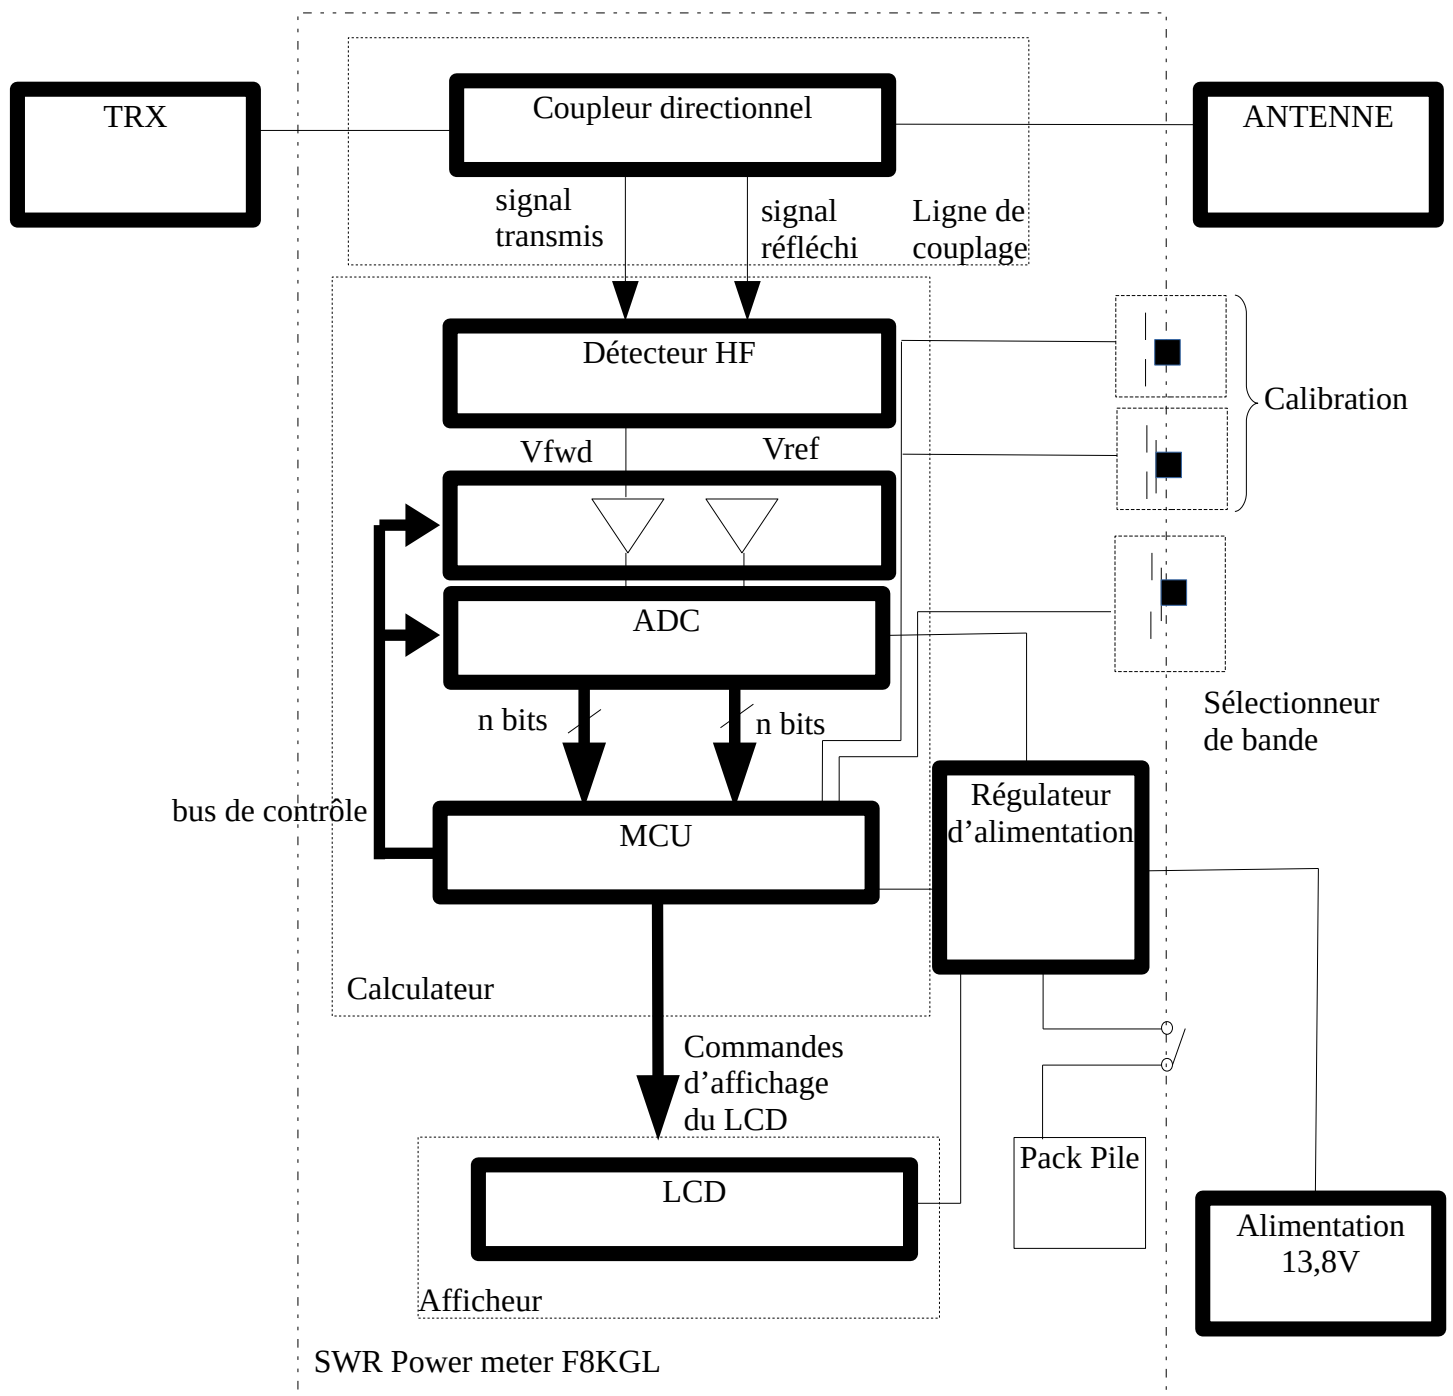 TRX
Coupleur directionnel
ANTENNE
signal
transmis
signal
réfléchi
Ligne de
couplage
Détecteur HF
Calibration
Vfwd
Vref
ADC
n bits
n bits
Sélectionneur
de bande
bus de contrôle
MCU
Régulateur
d’alimentation
Calculateur
Commandes
d’affichage
du LCD
Pack Pile
LCD
Alimentation
13,8V
Afficheur
SWR Power meter F8KGL